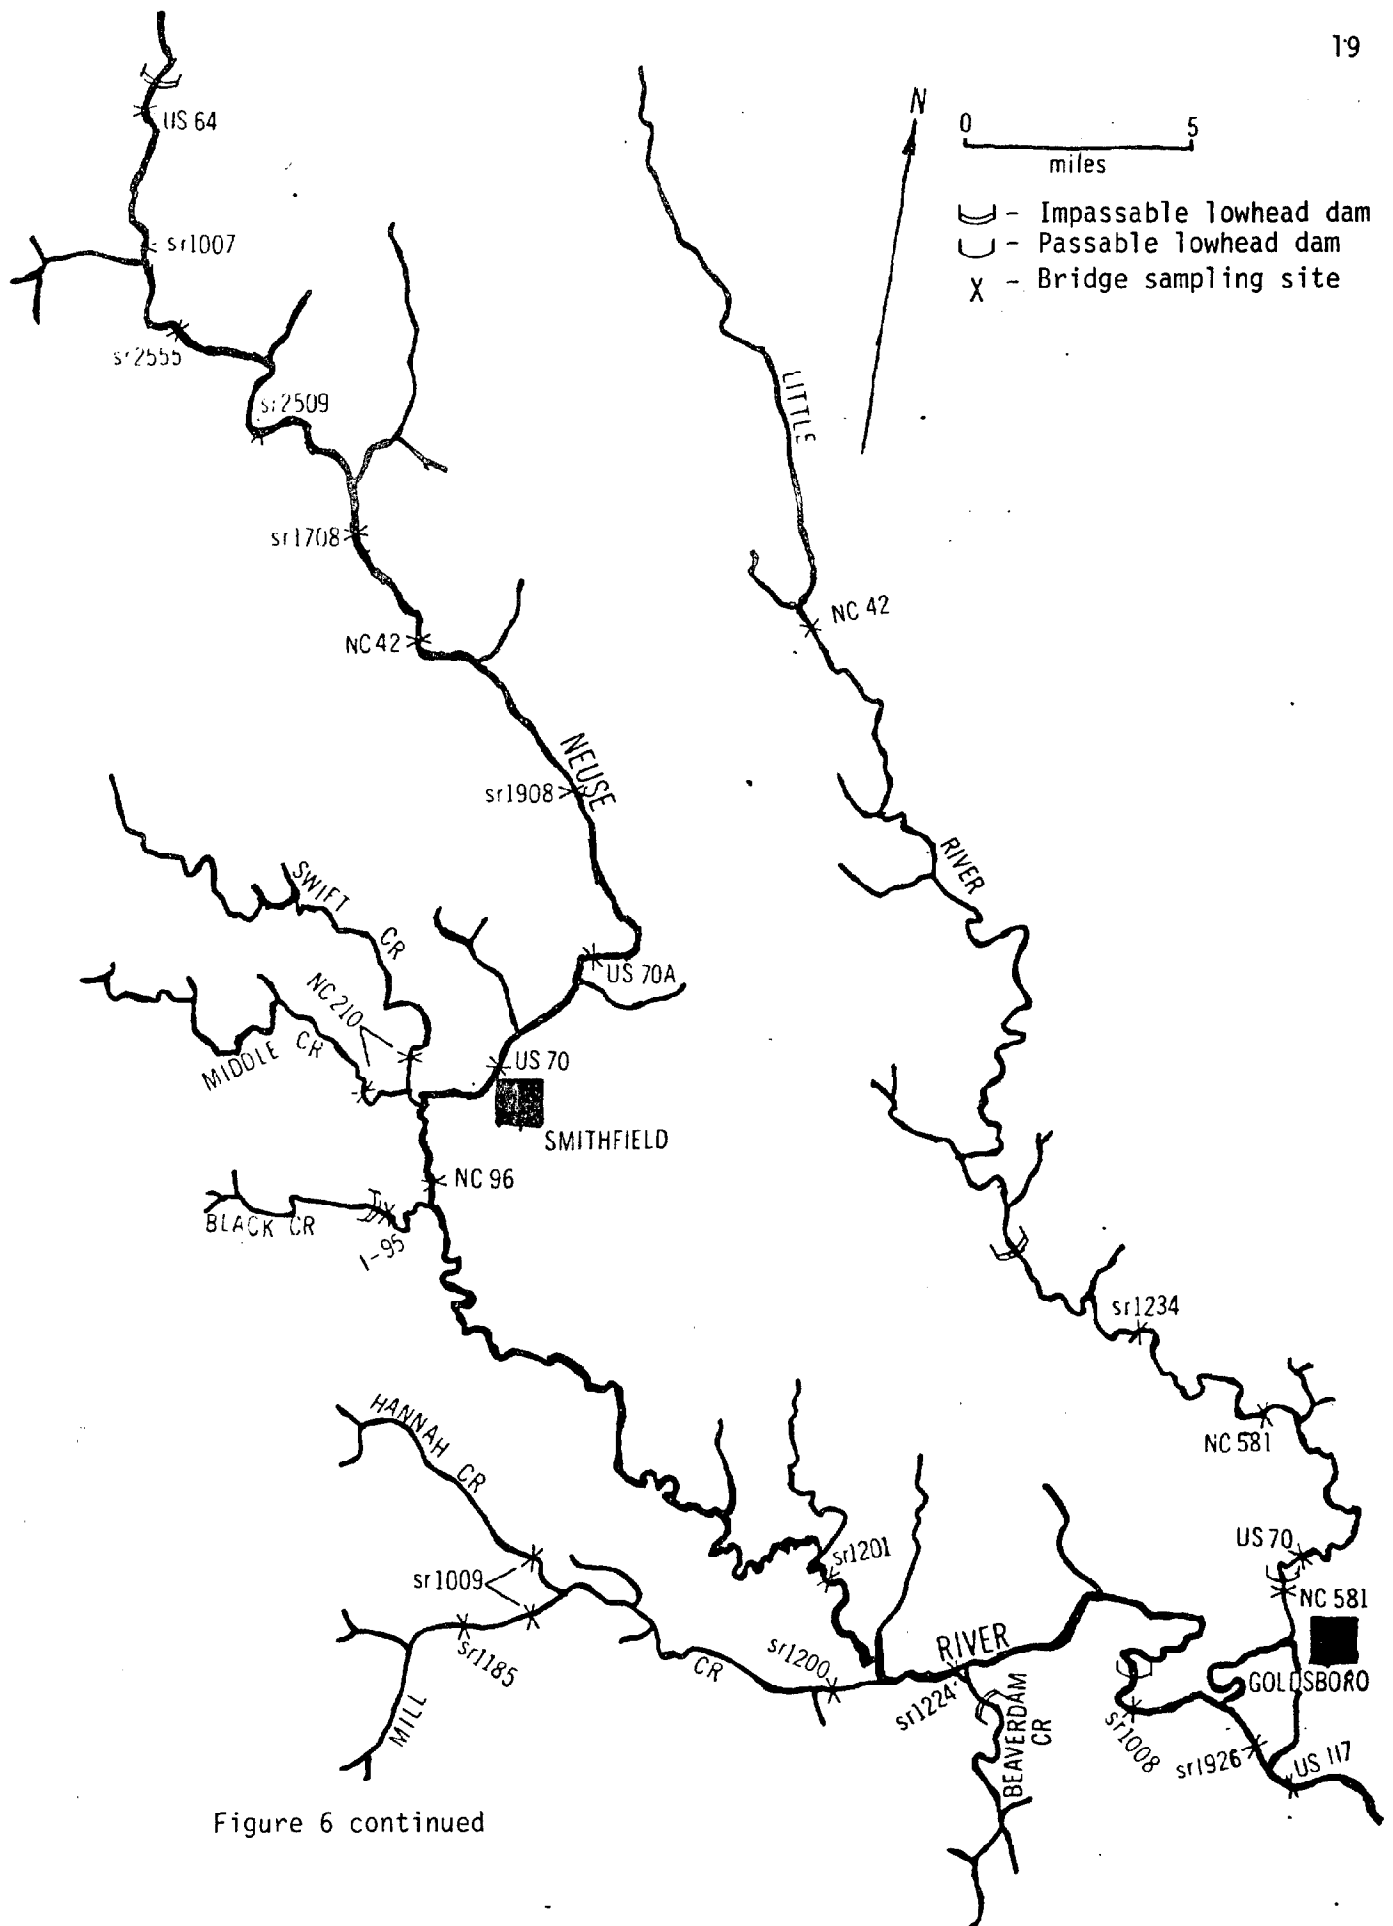 19
N
0 5
miles
- Impassable lowhead dam
- Passable lowhead dam
X - Bridge sampling site
US 64
sr1007
sr2555
sr2509
LITTLE
sr1708
NC 42
NC 42
NEUSE
sr1908
RIVER
SWIFT CR
US 70A
NC 210
MIDDLE CR
US 70
SMITHFIELD
NC 96
BLACK CR
I-95
sr1234
HANNAH CR
NC 581
US 70
sr1201
sr1009
NC 581
sr1185
CR
sr1200
RIVER
GOLDSBORO
sr1224
MILL
BEAVERDAM
CR
sr1008
sr1926
US 117
Figure 6 continued